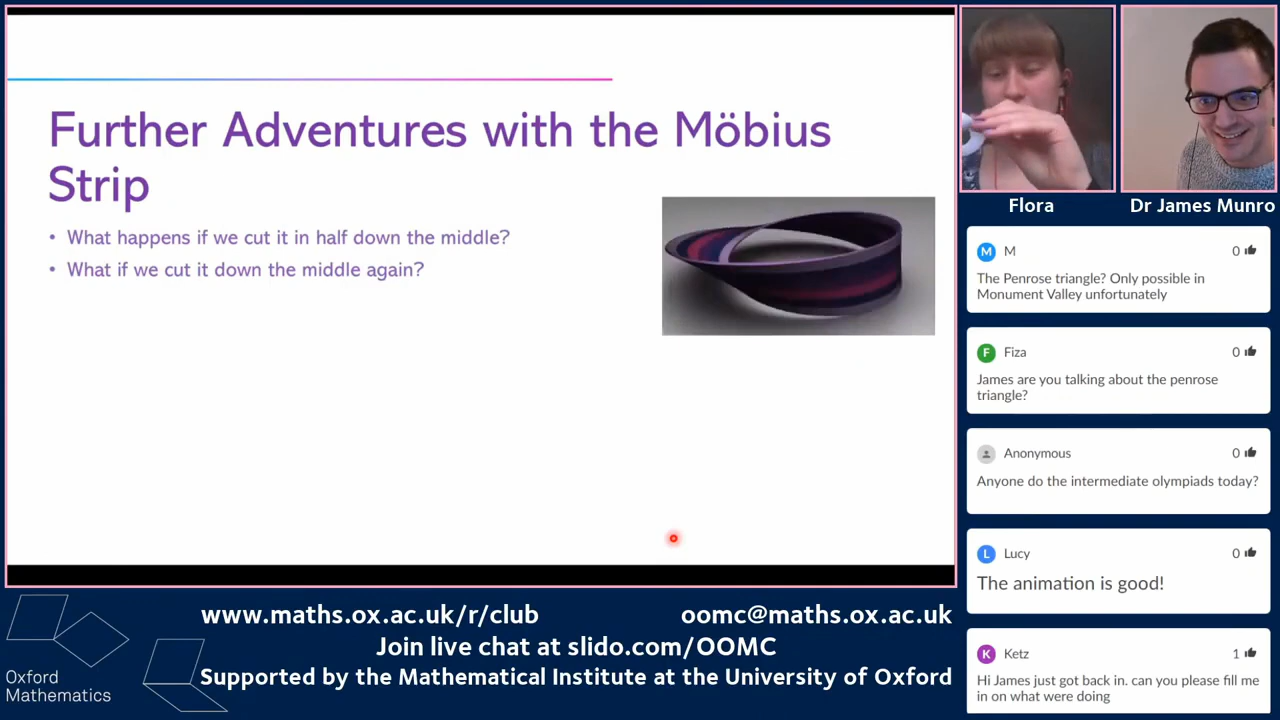 Further Adventures with the Möbius
Strip
• What happens if we cut it in half down the middle?
• What if we cut it down the middle again?
Flora
Dr James Munro
M M 0
The Penrose triangle? Only possible in
Monument Valley unfortunately
F Fiza 0
James are you talking about the penrose
triangle?
Anonymous 0
Anyone do the intermediate olympiads today?
L Lucy 0
The animation is good!
K Ketz 1
Hi James just got back in. can you please fill me
in on what were doing
www.maths.ox.ac.uk/r/club oomc@maths.ox.ac.uk
Join live chat at slido.com/OOMC
Supported by the Mathematical Institute at the University of Oxford
Oxford
Mathematics